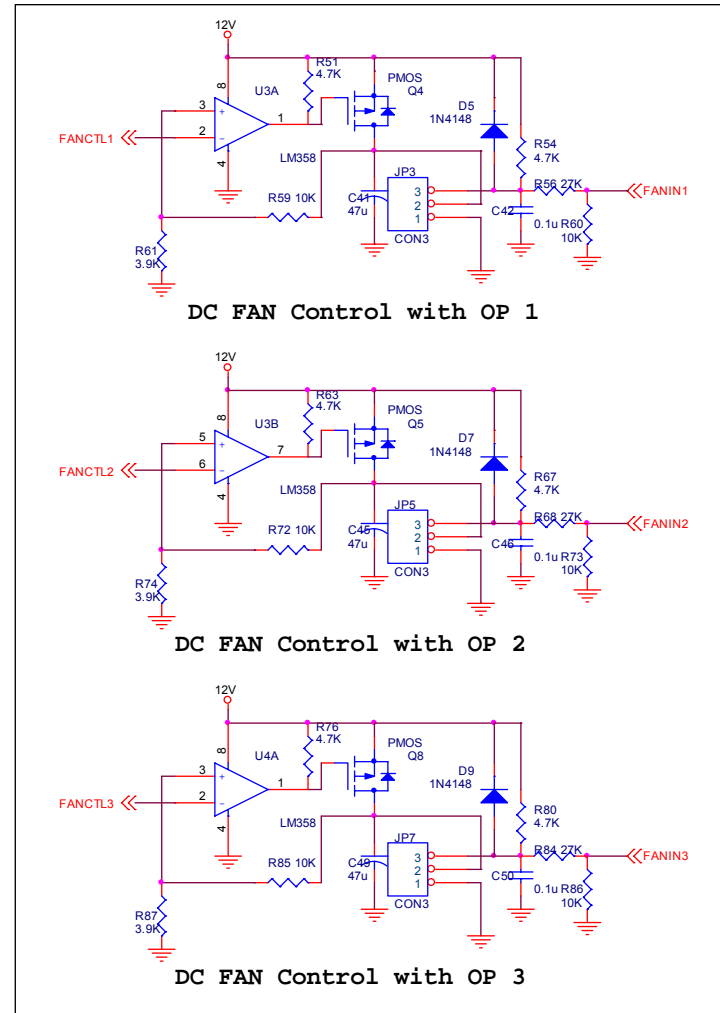 12V
R51
4.7K
PMOS
Q4
8
U3A
3
+
1
2
-
4
FANCTL1
LM358
D5
1N4148
R54
4.7K
JP3
R59 10K
C41
47u
3
2
1
CON3
R56 27K
FANIN1
C42
0.1u
R60
10K
R61
3.9K
DC FAN Control with OP 1
12V
R63
4.7K
PMOS
Q5
8
U3B
5
+
7
6
-
4
FANCTL2
LM358
D7
1N4148
R67
4.7K
JP5
R72 10K
C45
47u
3
2
1
CON3
R68 27K
FANIN2
C46
0.1u
R73
10K
R74
3.9K
DC FAN Control with OP 2
12V
R76
4.7K
PMOS
Q8
8
U4A
3
+
1
2
-
4
FANCTL3
LM358
D9
1N4148
R80
4.7K
JP7
R85 10K
C49
47u
3
2
1
CON3
R84 27K
FANIN3
C50
0.1u
R86
10K
R87
3.9K
DC FAN Control with OP 3